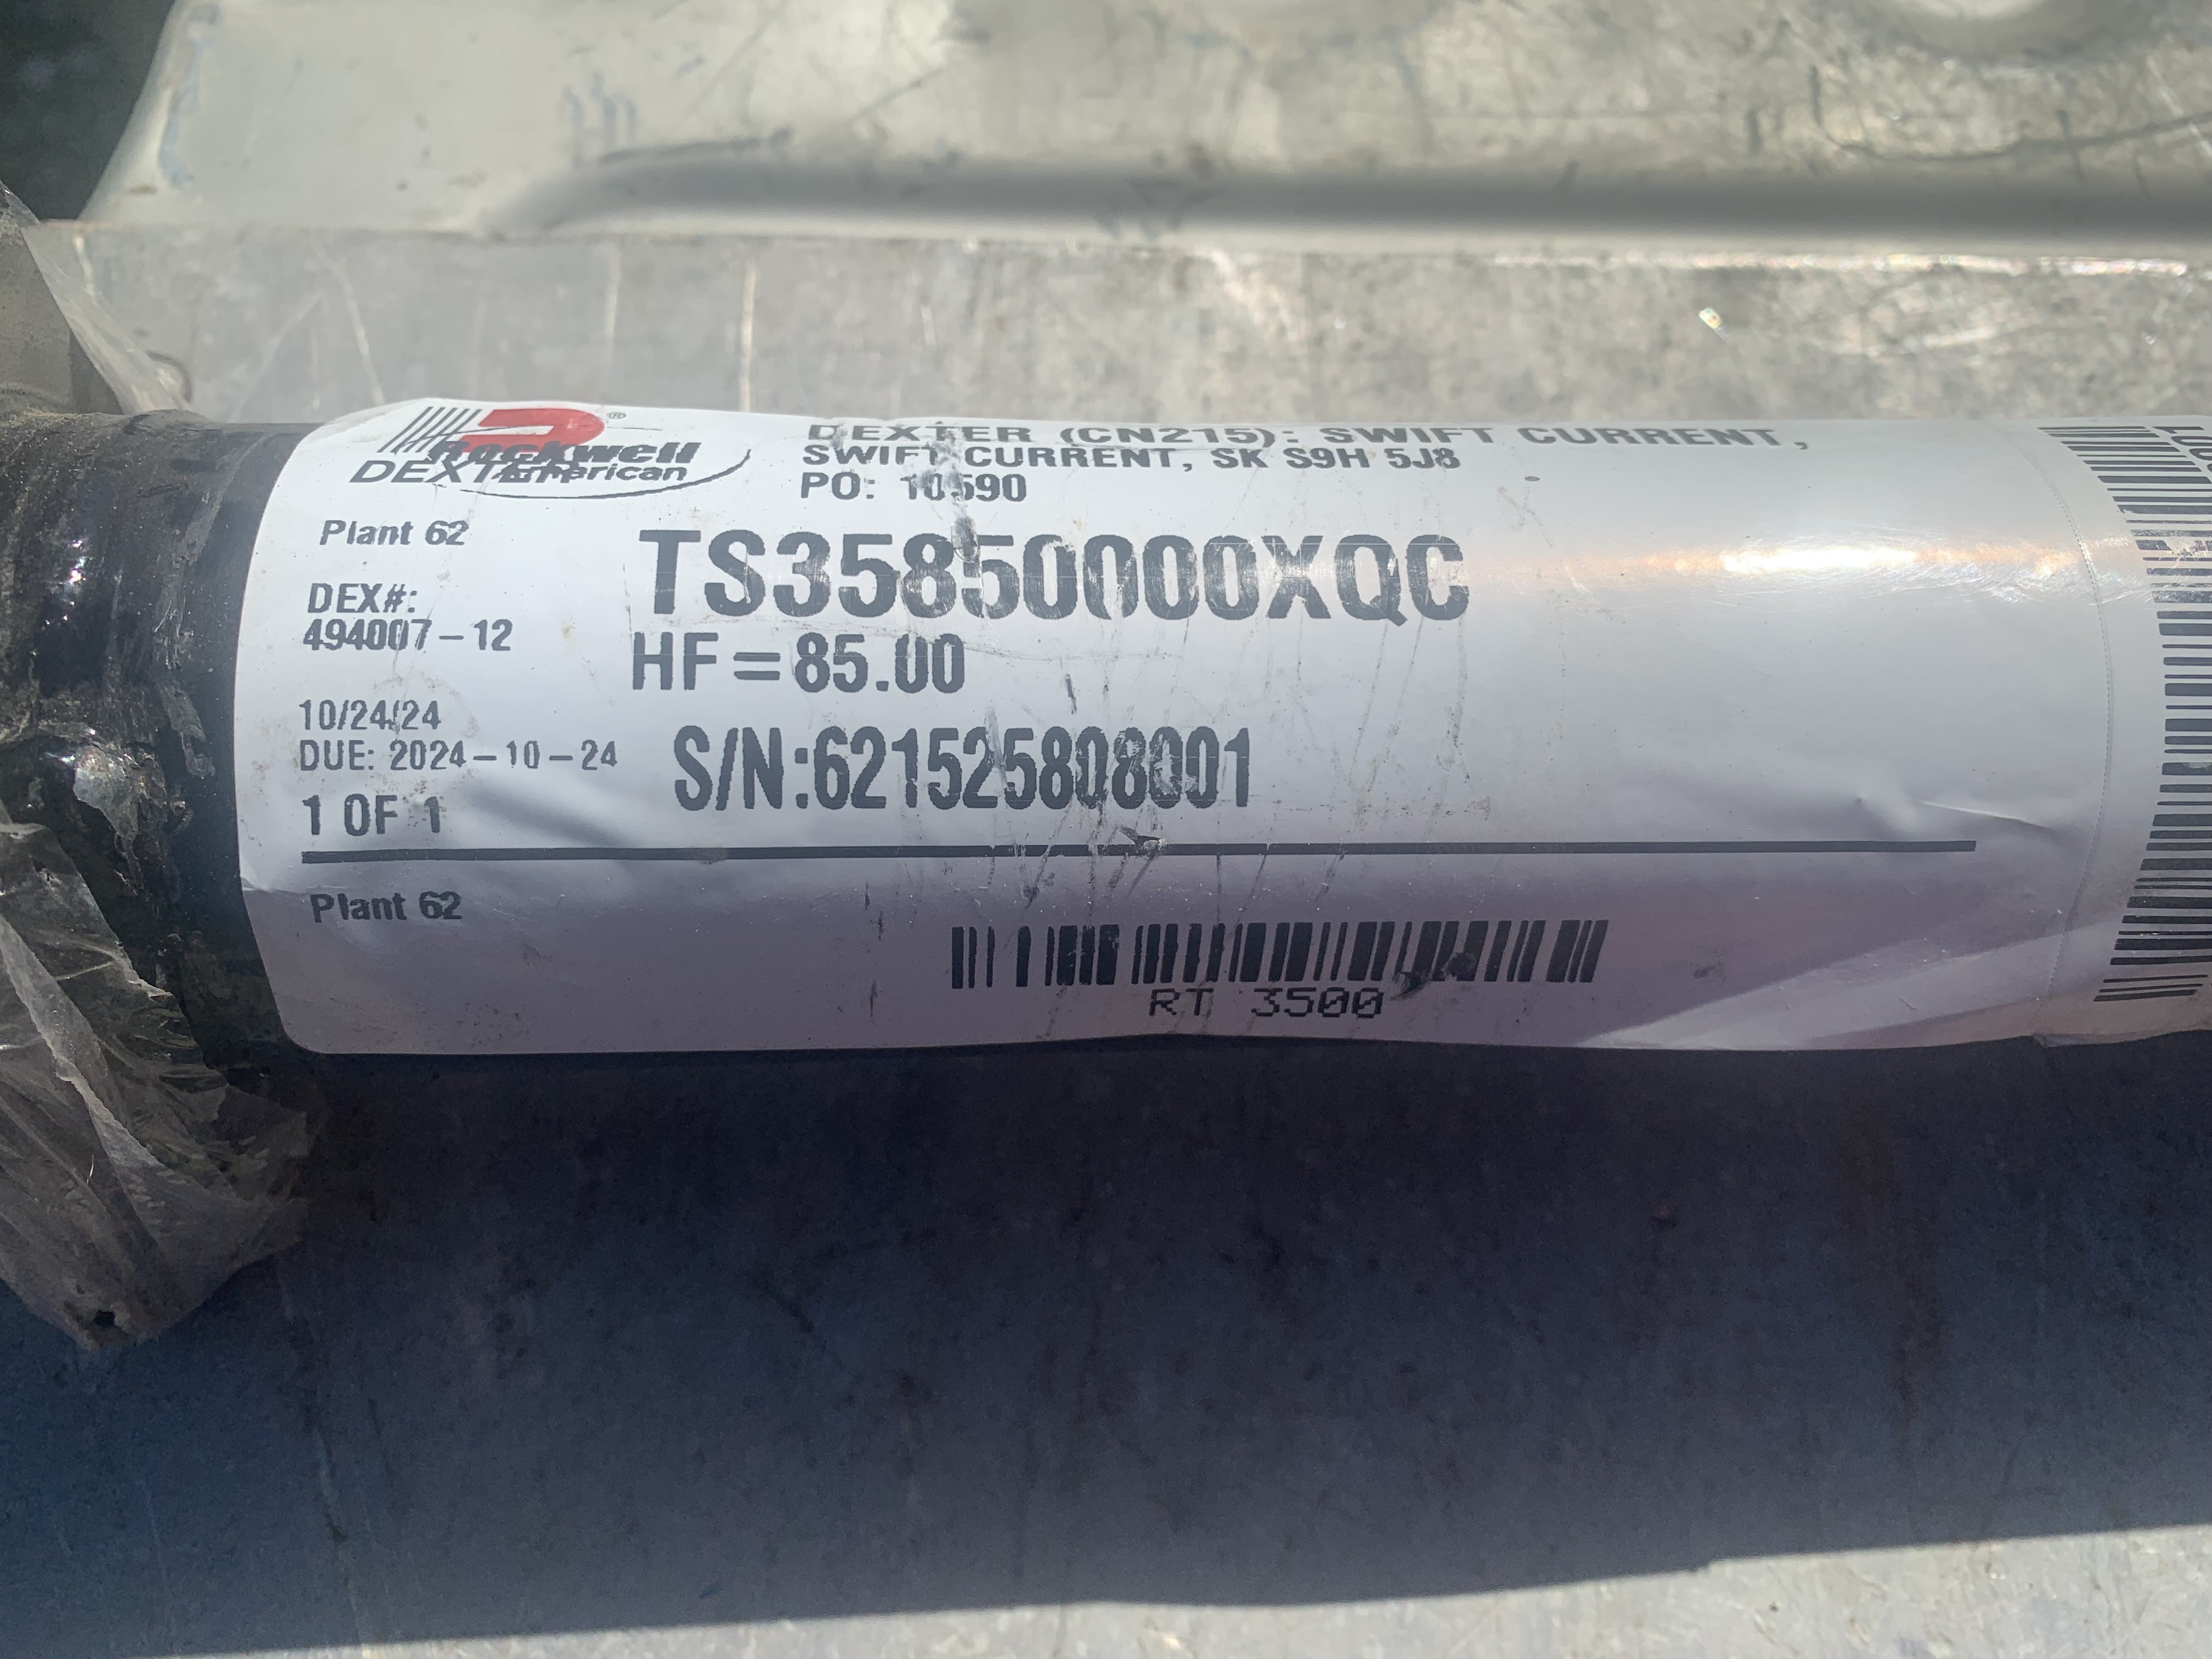 Rockwell
DEXTER American
®
DEXTER (CN215): SWIFT CURRENT,
SWIFT CURRENT, SK S9H 5J8
PO: 10590
Plant 62
TS35850000XQC
DEX#:
494007-12
HF=85.00
10/24/24
DUE: 2024-10-24
S/N:621525808001
1 OF 1
Plant 62
RT 3500